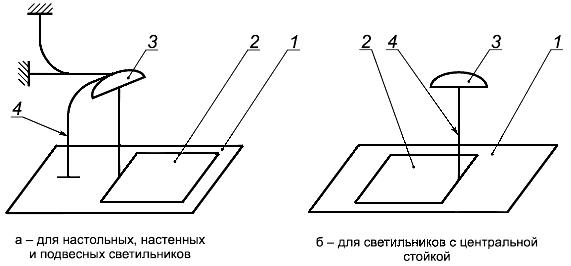 3
2
1
4
а – для настольных, настенных
и подвесных светильников
2
4
3
1
б – для светильников с центральной
стойкой